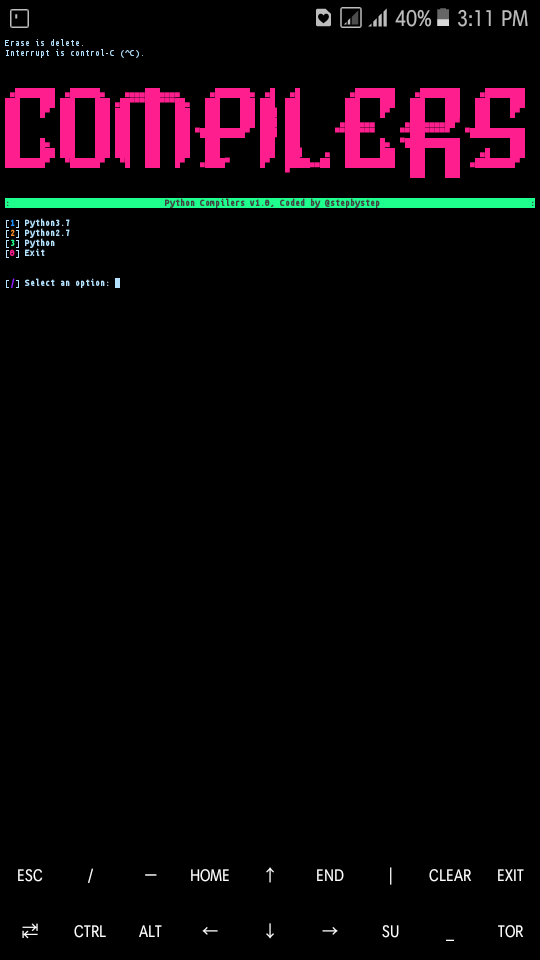 40% 3:11 PM
Erase is delete.
Interrupt is control-C (^C).
COMPILERS
: Python Compilers v1.0, Coded by @stepbystep :
[1] Python3.7
[2] Python2.7
[3] Python
[0] Exit
[/] Select an option:
ESC / — HOME ↑ END | CLEAR EXIT
⇄ CTRL ALT ← ↓ → SU _ TOR